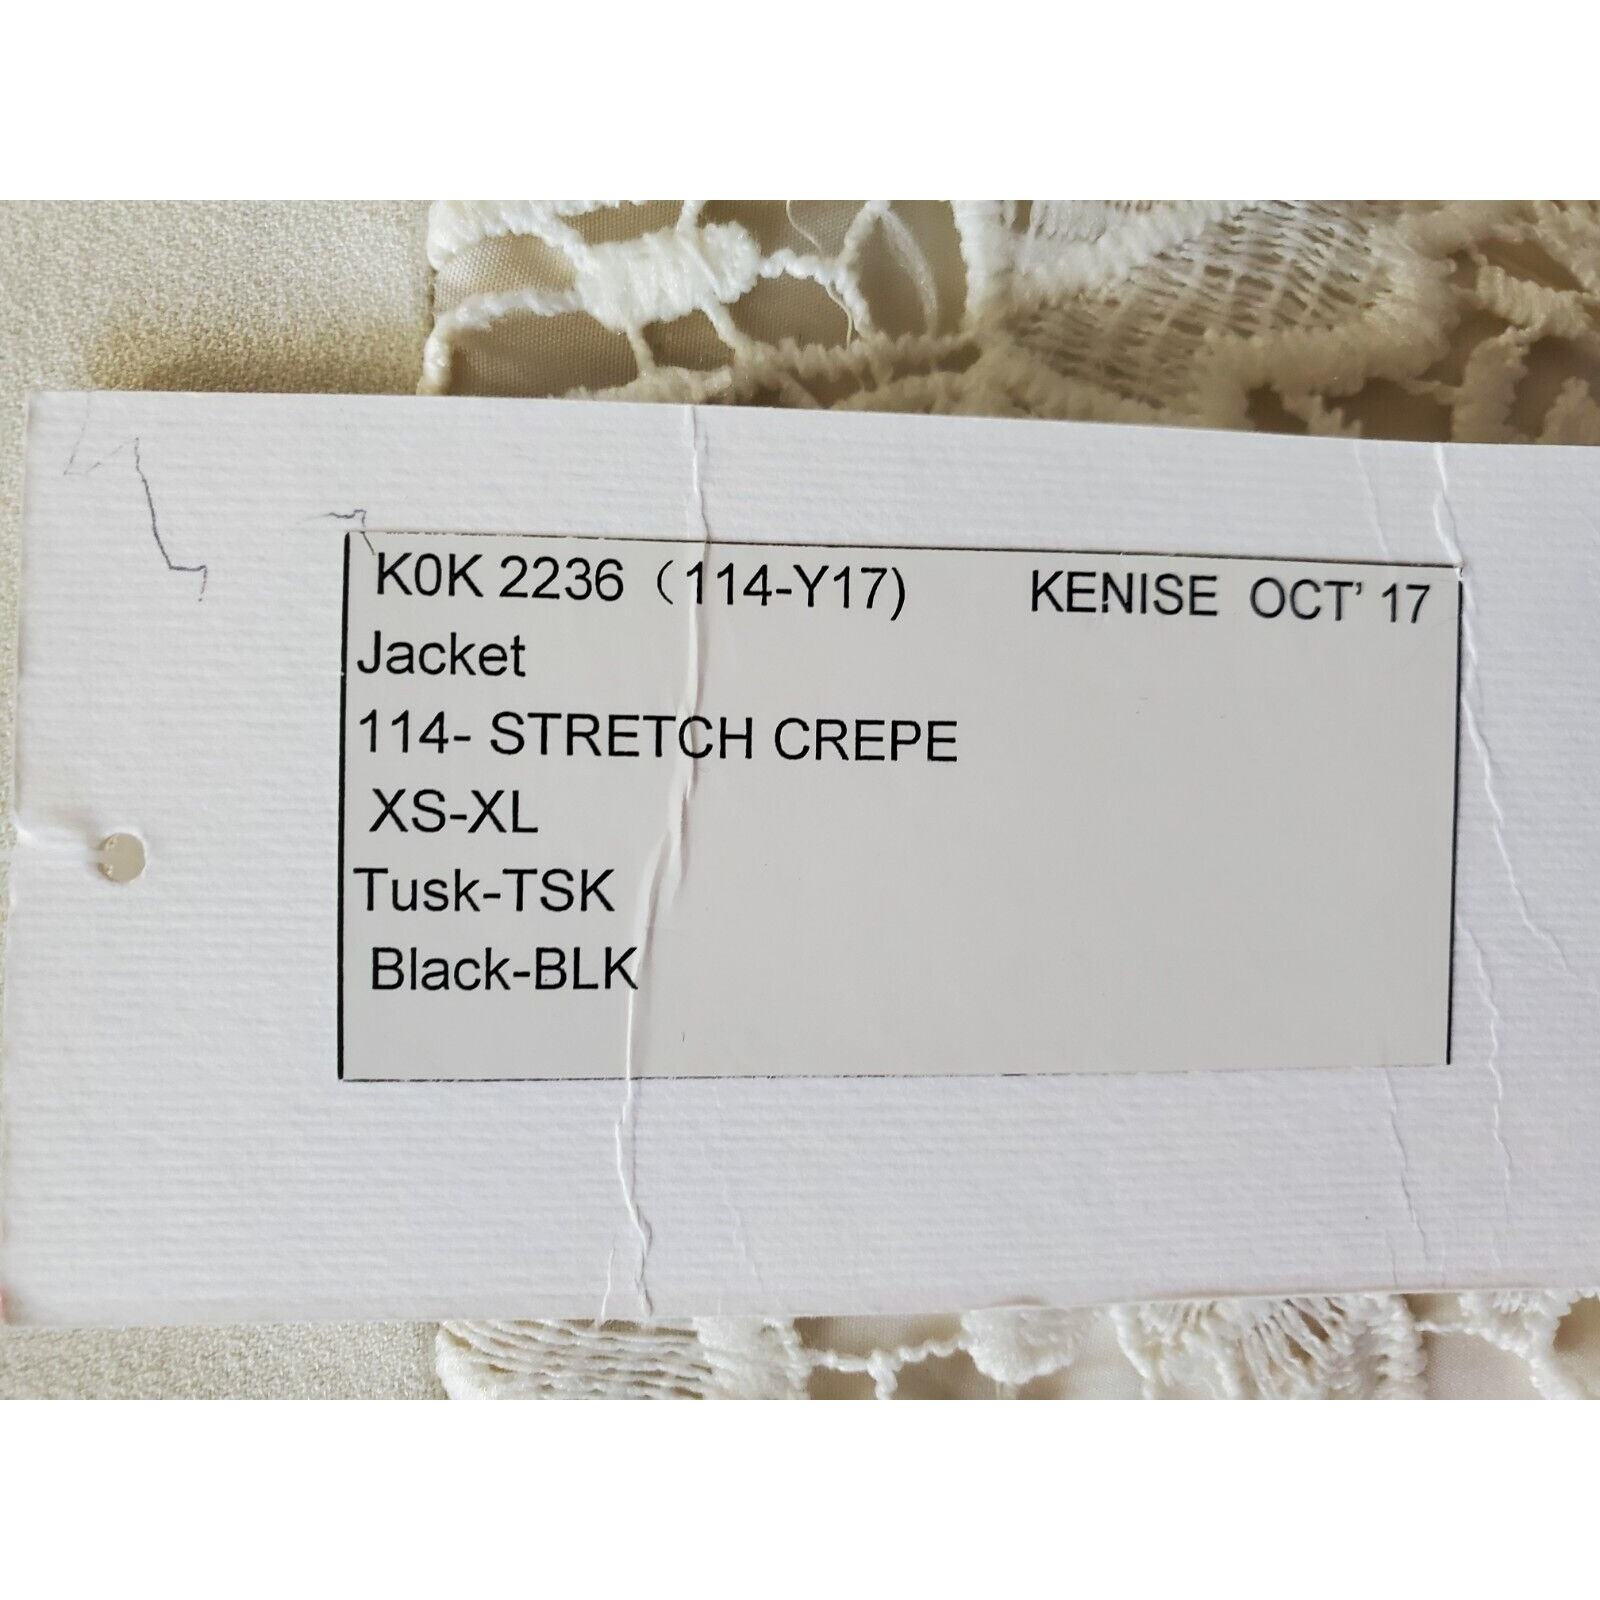 K0K 2236（114-Y17) KENISE OCT' 17
Jacket
114- STRETCH CREPE
XS-XL
Tusk-TSK
Black-BLK